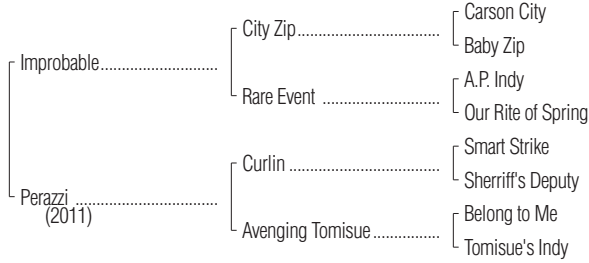 Carson City
City Zip..............................
Baby Zip
Improbable.........................
A.P. Indy
Rare Event .........................
Our Rite of Spring
Smart Strike
Curlin ................................
Sherriff's Deputy
Perazzi ..............................
(2011)
Belong to Me
Avenging Tomisue..............
Tomisue's Indy